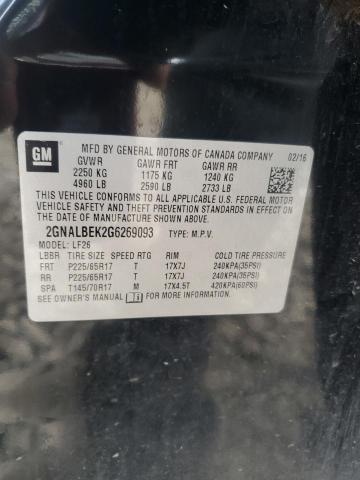 GM
MFD BY GENERAL MOTORS OF CANADA COMPANY 02/16
GVWR GAWR FRT GAWR RR
2250 KG 1175 KG 1240 KG
4960 LB 2590 LB 2733 LB
THIS VEHICLE CONFORMS TO ALL APPLICABLE U.S. FEDERAL MOTOR
VEHICLE SAFETY AND THEFT PREVENTION STANDARDS IN EFFECT ON THE
DATE OF MANUFACTURE SHOWN ABOVE.
2GNALBEK2G6269093 TYPE: M.P.V.
MODEL: LF26
LBBR TIRE SIZE SPEED RTG RIM COLD TIRE PRESSURE
FRT P225/65R17 T 17X7J 240KPA(35PSI)
RR P225/65R17 T 17X7J 240KPA(35PSI)
SPA T145/70R17 M 17X4.5T 420KPA(60PSI)
SEE OWNER'S MANUAL FOR MORE INFORMATION